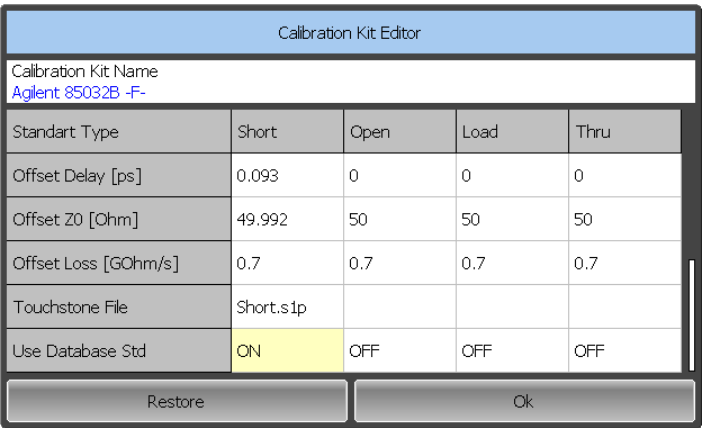 Calibration Kit Editor
Calibration Kit Name
Agilent 85032B -F-
Standart Type Short Open Load Thru
Offset Delay [ps] 0.093 0 0 0
Offset Z0 [Ohm] 49.992 50 50 50
Offset Loss [GOhm/s] 0.7 0.7 0.7 0.7
Touchstone File Short.s1p
Use Database Std ON OFF OFF OFF
Restore Ok